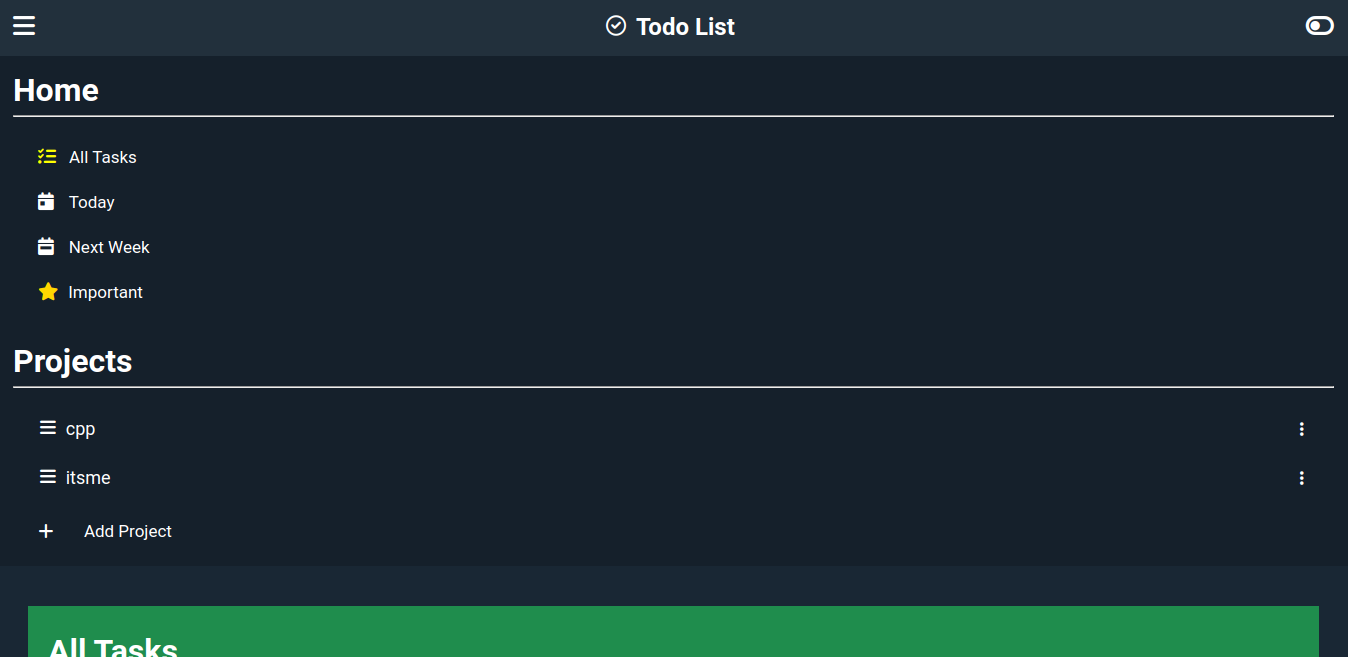 Todo List
Home
All Tasks
Today
Next Week
Important
Projects
cpp
itsme
Add Project
All Tasks